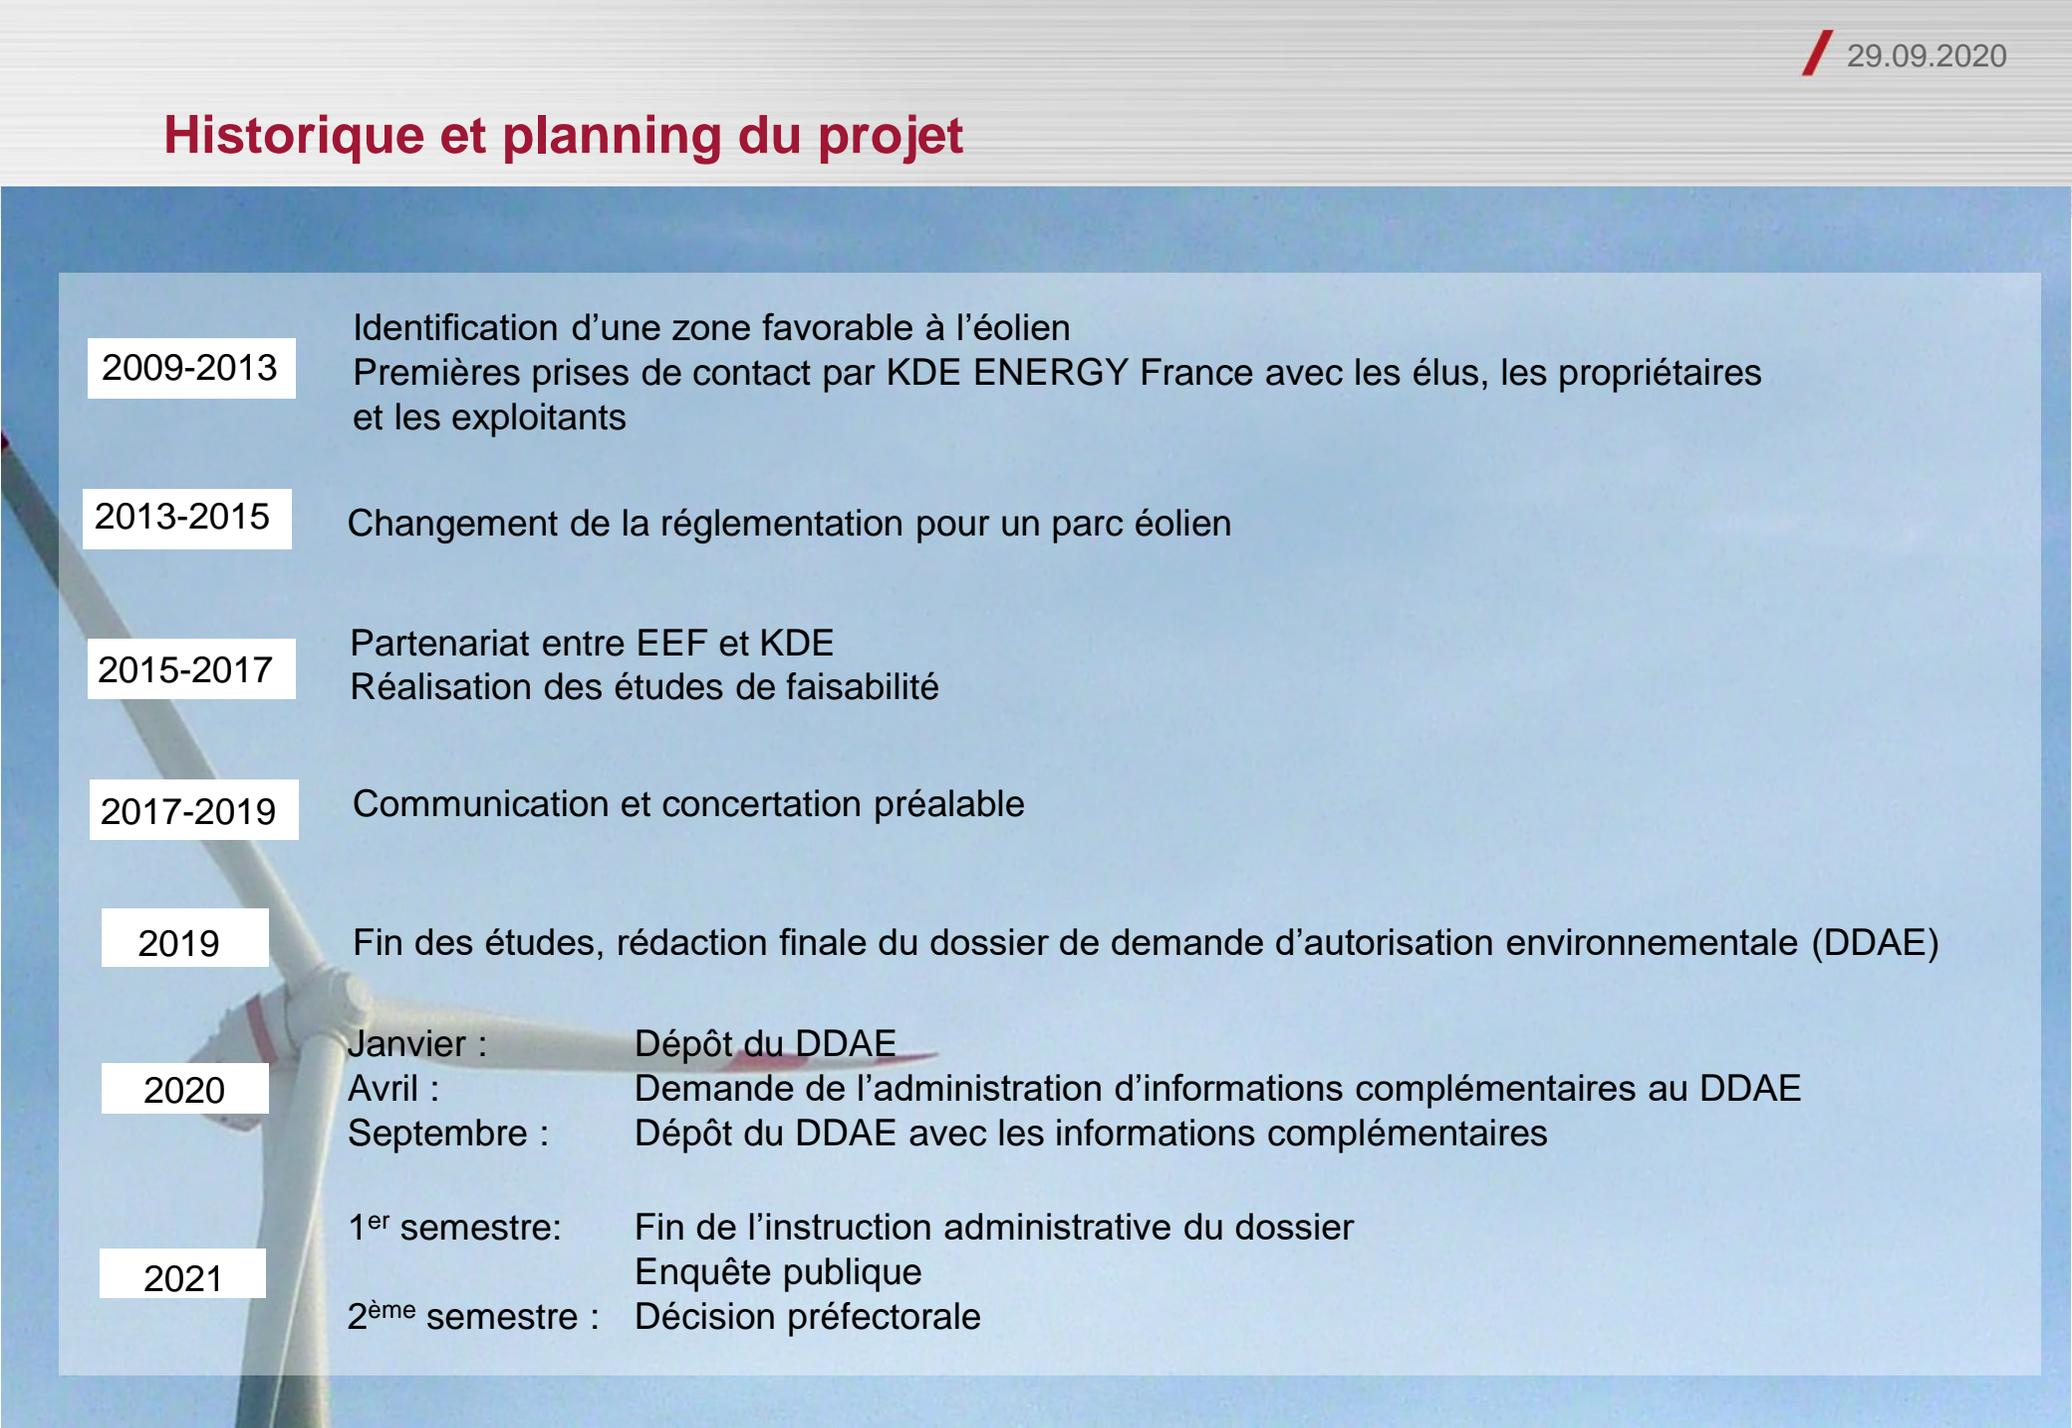 29.09.2020
Historique et planning du projet
2009-2013
Identification d’une zone favorable à l’éolien
Premières prises de contact par KDE ENERGY France avec les élus, les propriétaires
et les exploitants
2013-2015
Changement de la réglementation pour un parc éolien
2015-2017
Partenariat entre EEF et KDE
Réalisation des études de faisabilité
2017-2019
Communication et concertation préalable
2019
Fin des études, rédaction finale du dossier de demande d’autorisation environnementale (DDAE)
2020
Janvier : Dépôt du DDAE
Avril : Demande de l’administration d’informations complémentaires au DDAE
Septembre : Dépôt du DDAE avec les informations complémentaires
2021
1er semestre: Fin de l’instruction administrative du dossier
Enquête publique
2ème semestre : Décision préfectorale